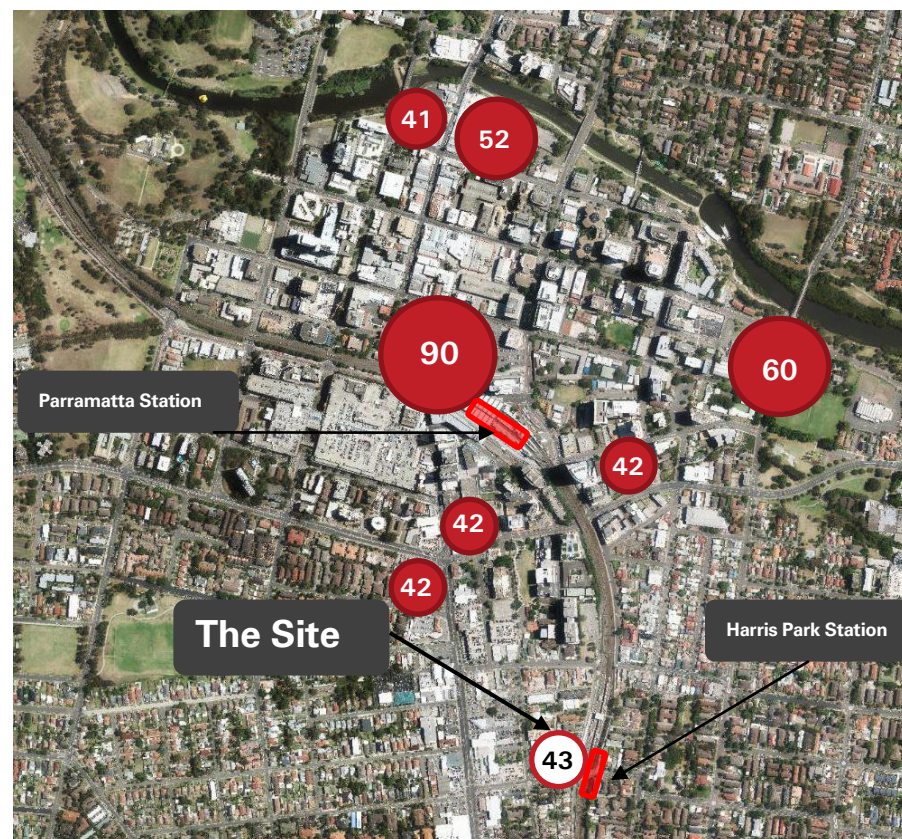 41
52
90
60
Parramatta Station
42
42
42
The Site
Harris Park Station
43